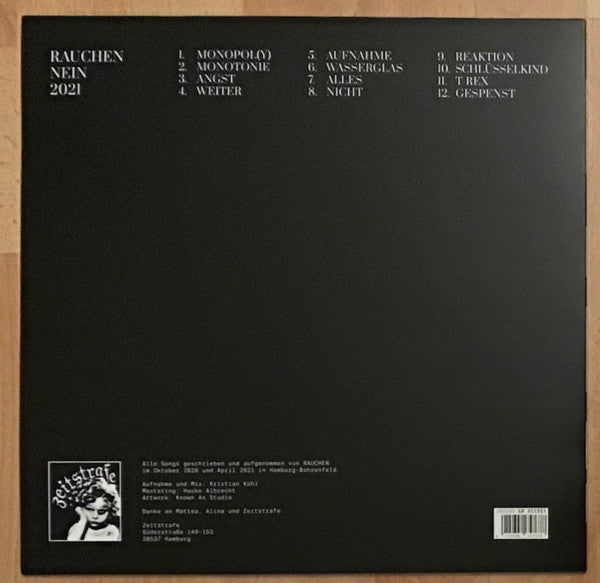 RAUCHEN
NEIN
2021
1. MONOPOL(Y)
2. MONOTONIE
3. ANGST
4. WEITER
5. AUFNAHME
6. WASSERGLAS
7. ALLES
8. NICHT
9. REAKTION
10. SCHLÜSSELKIND
11. T REX
12. GESPENST
zeitstrafe
Alle Songs geschrieben und aufgenommen von RAUCHEN
im Oktober 2020 und April 2021 in Hamburg-Bahrenfeld.
Aufnahme und Mix: Kristian Kühl
Mastering: Hauke Albrecht
Artwork: Known As Studio
Danke an Mattea, Alina und Zeitstrafe.
Zeitstrafe
Süderstraße 149-153
20537 Hamburg
LP